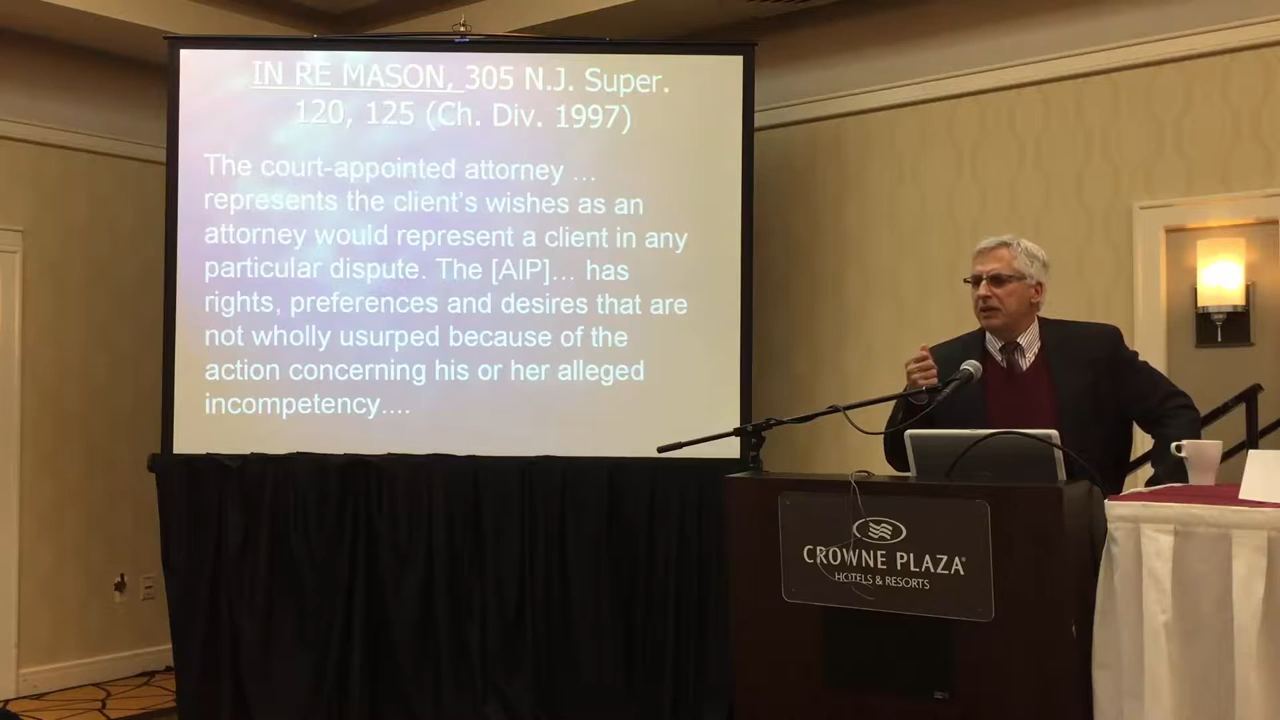 IN RE MASON, 305 N.J. Super.
120, 125 (Ch. Div. 1997)
The court-appointed attorney …
represents the client's wishes as an
attorney would represent a client in any
particular dispute. The [AIP]… has
rights, preferences and desires that are
not wholly usurped because of the
action concerning his or her alleged
incompetency....
CROWNE PLAZA®
HOTELS & RESORTS